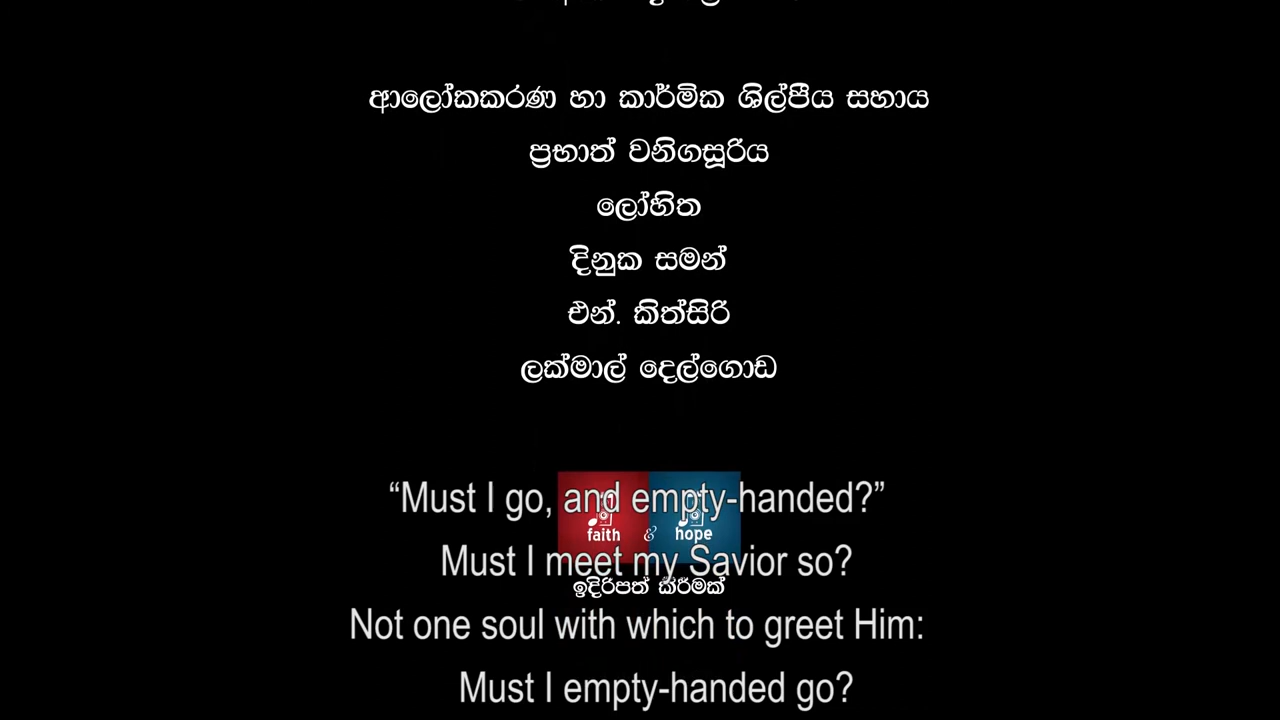 ආලෝකකරණ හා කාර්මික ශිල්පීය සහාය
ප්‍රභාත් වනිගසූරිය
ලෝහිත
දිනුක සමන්
එන්. කිත්සිරි
ලක්මාල් දෙල්ගොඩ
“Must I go, and empty-handed?”
faith & hope
Must I meet my Savior so?
ඉදිරිපත් කිරීමක්
Not one soul with which to greet Him:
Must I empty-handed go?